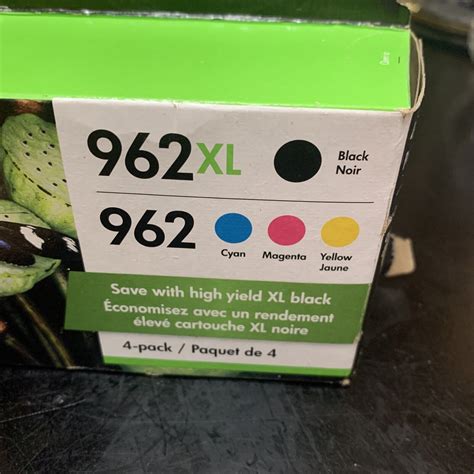 962XL
Black
Noir
962
Cyan
Magenta
Yellow
Jaune
Save with high yield XL black
Économisez avec un rendement
élevé cartouche XL noire
4-pack / Paquet de 4